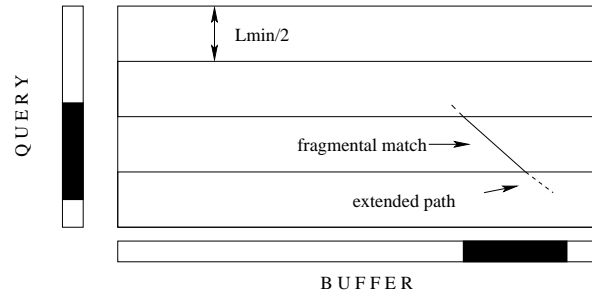 Lmin/2
QUERY
fragmental match
extended path
BUFFER